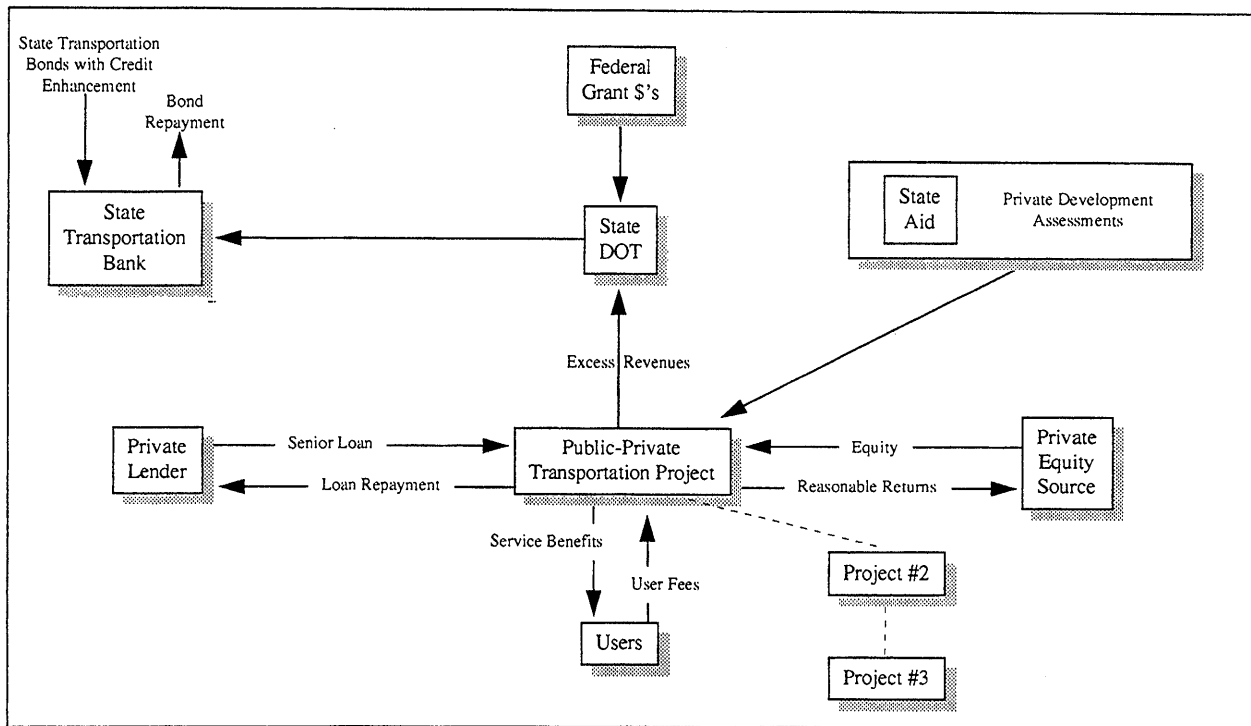 State Transportation
Bonds with Credit
Enhancement
Bond
Repayment
Federal
Grant $'s
State
Transportation
Bank
State
DOT
State
Aid
Private Development
Assessments
Excess Revenues
Private
Lender
Senior Loan
Loan Repayment
Public-Private
Transportation Project
Equity
Reasonable Returns
Private
Equity
Source
Service Benefits
User Fees
Users
Project #2
Project #3